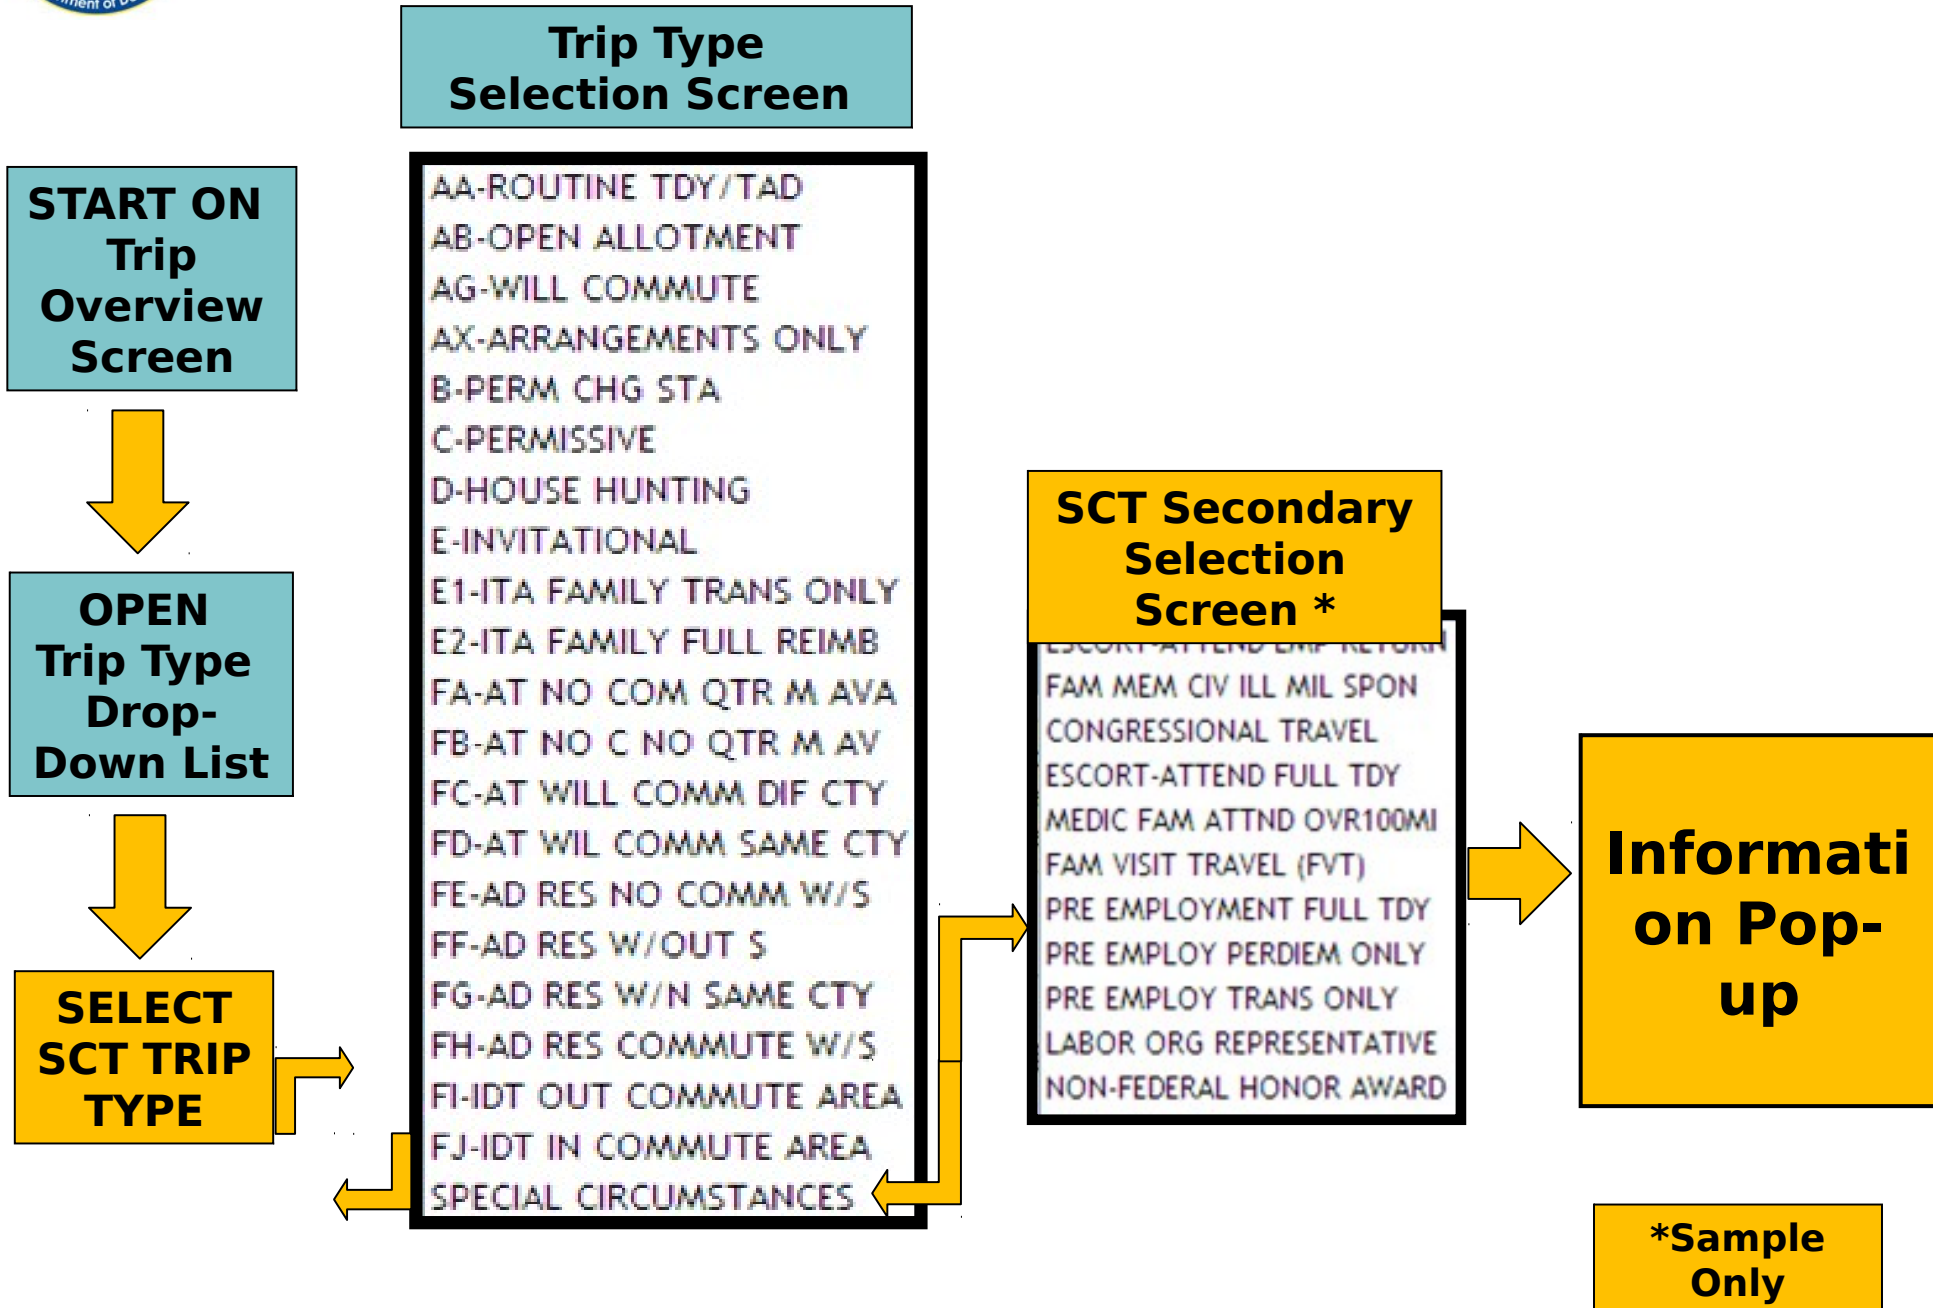 ment of De
Trip Type
Selection Screen
START ON
Trip
Overview
Screen
OPEN
Trip Type
Drop-
Down List
SELECT
SCT TRIP
TYPE
AA-ROUTINE TDY/TAD
AB-OPEN ALLOTMENT
AG-WILL COMMUTE
AX-ARRANGEMENTS ONLY
B-PERM CHG STA
C-PERMISSIVE
D-HOUSE HUNTING
E-INVITATIONAL
E1-ITA FAMILY TRANS ONLY
E2-ITA FAMILY FULL REIMB
FA-AT NO COM QTR M AVA
FB-AT NO C NO QTR M AV
FC-AT WILL COMM DIF CTY
FD-AT WIL COMM SAME CTY
FE-AD RES NO COMM W/S
FF-AD RES W/OUT S
FG-AD RES W/N SAME CTY
FH-AD RES COMMUTE W/S
FI-IDT OUT COMMUTE AREA
FJ-IDT IN COMMUTE AREA
SPECIAL CIRCUMSTANCES
SCT Secondary
Selection
Screen *
ESCORT-ATTEND EMP RETURN
FAM MEM CIV ILL MIL SPON
CONGRESSIONAL TRAVEL
ESCORT-ATTEND FULL TDY
MEDIC FAM ATTND OVR100MI
FAM VISIT TRAVEL (FVT)
PRE EMPLOYMENT FULL TDY
PRE EMPLOY PERDIEM ONLY
PRE EMPLOY TRANS ONLY
LABOR ORG REPRESENTATIVE
NON-FEDERAL HONOR AWARD
Informati
on Pop-
up
*Sample
Only